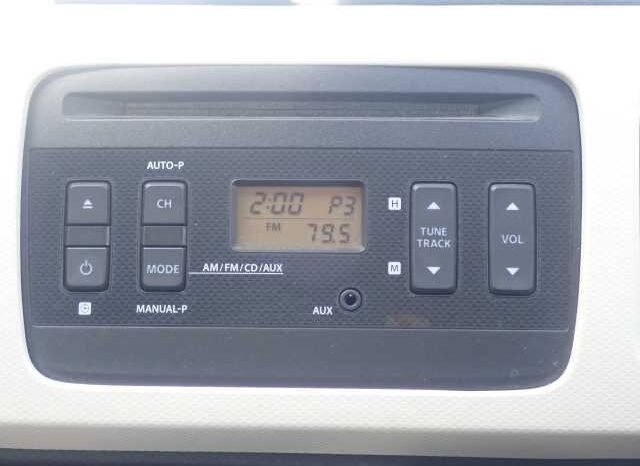 AUTO-P
CH
MODE
MANUAL-P
AM/FM/CD/AUX
2:00 P3
FM 79.5
AUX
H
TUNE
TRACK
M
VOL